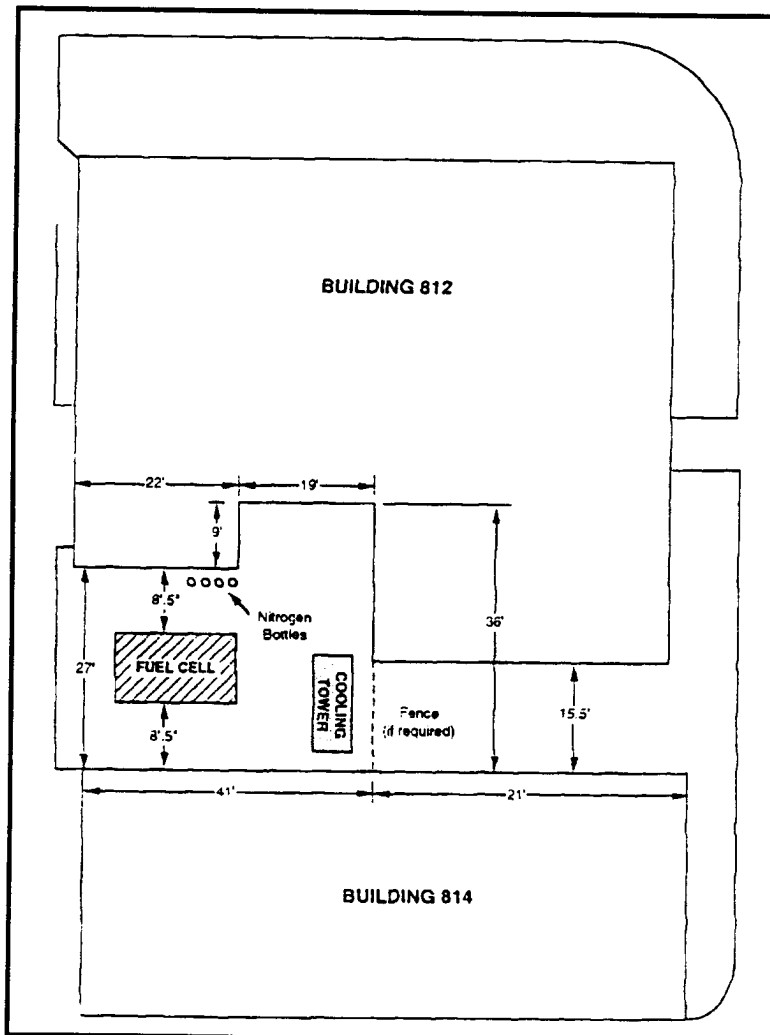 BUILDING 812
22'
19'
9'
8'.5"
Nitrogen
Bottles
36'
27'
FUEL CELL
COOLING
TOWER
Fence
(if required)
15.5'
8'.5"
41'
21'
BUILDING 814